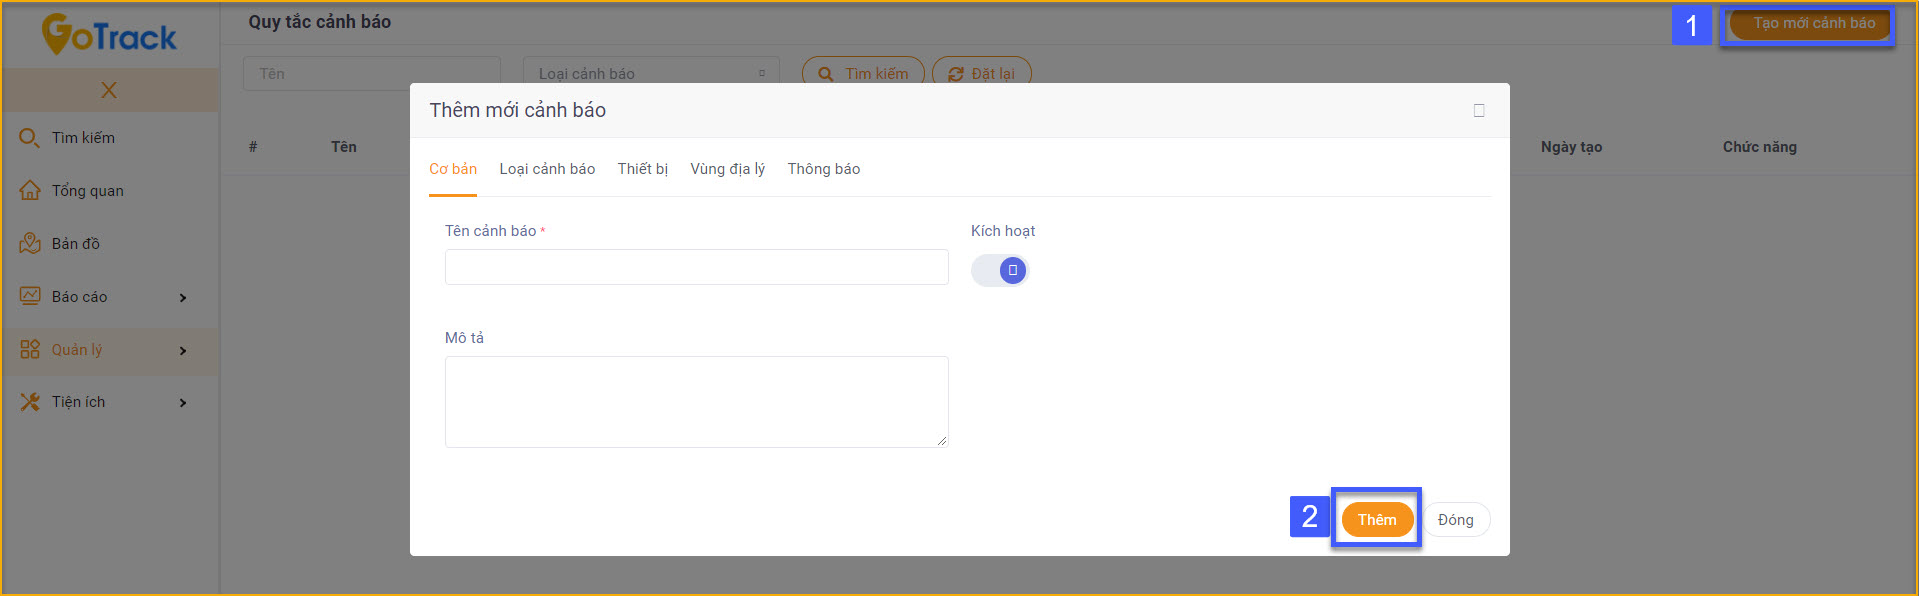 GoTrack
Quy tắc cảnh báo
1
Tạo mới cảnh báo
Tên
Loại cảnh báo
Tìm kiếm
Đặt lại
X
Thêm mới cảnh báo
Tìm kiếm
#
Tên
Ngày tạo
Chức năng
Cơ bản
Loại cảnh báo
Thiết bị
Vùng địa lý
Thông báo
Tổng quan
Tên cảnh báo *
Kích hoạt
Bản đồ
Báo cáo
Mô tả
Quản lý
Tiện ích
2
Thêm
Đóng